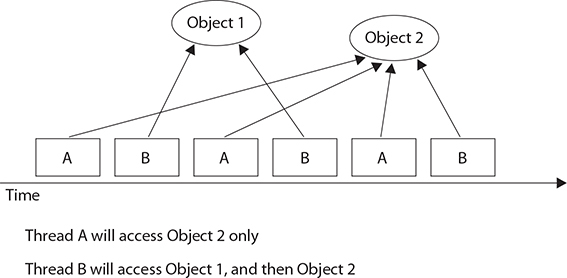 Object 1
Object 2
A B A B A B
Time
Thread A will access Object 2 only
Thread B will access Object 1, and then Object 2